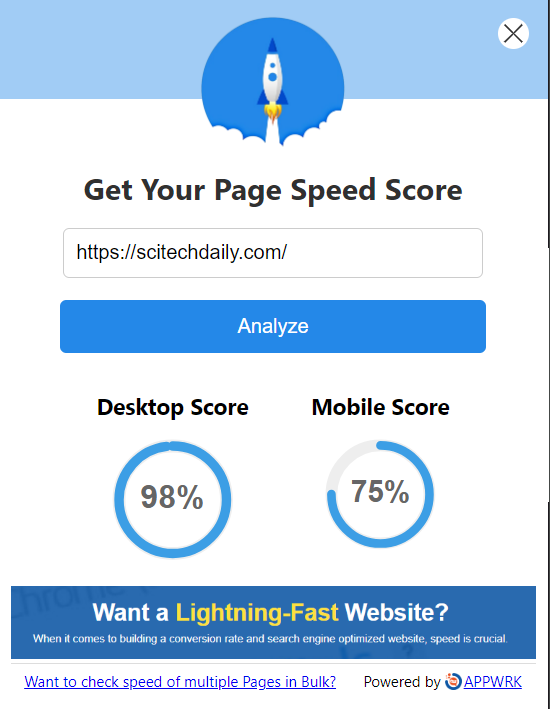 Get Your Page Speed Score
https://scitechdaily.com/
Analyze
Desktop Score
Mobile Score
98%
75%
Chrome
Want a Lightning-Fast Website?
When it comes to building a conversion rate and search engine optimized website, speed is crucial.
Want to check speed of multiple Pages in Bulk?
Powered by APPWRK